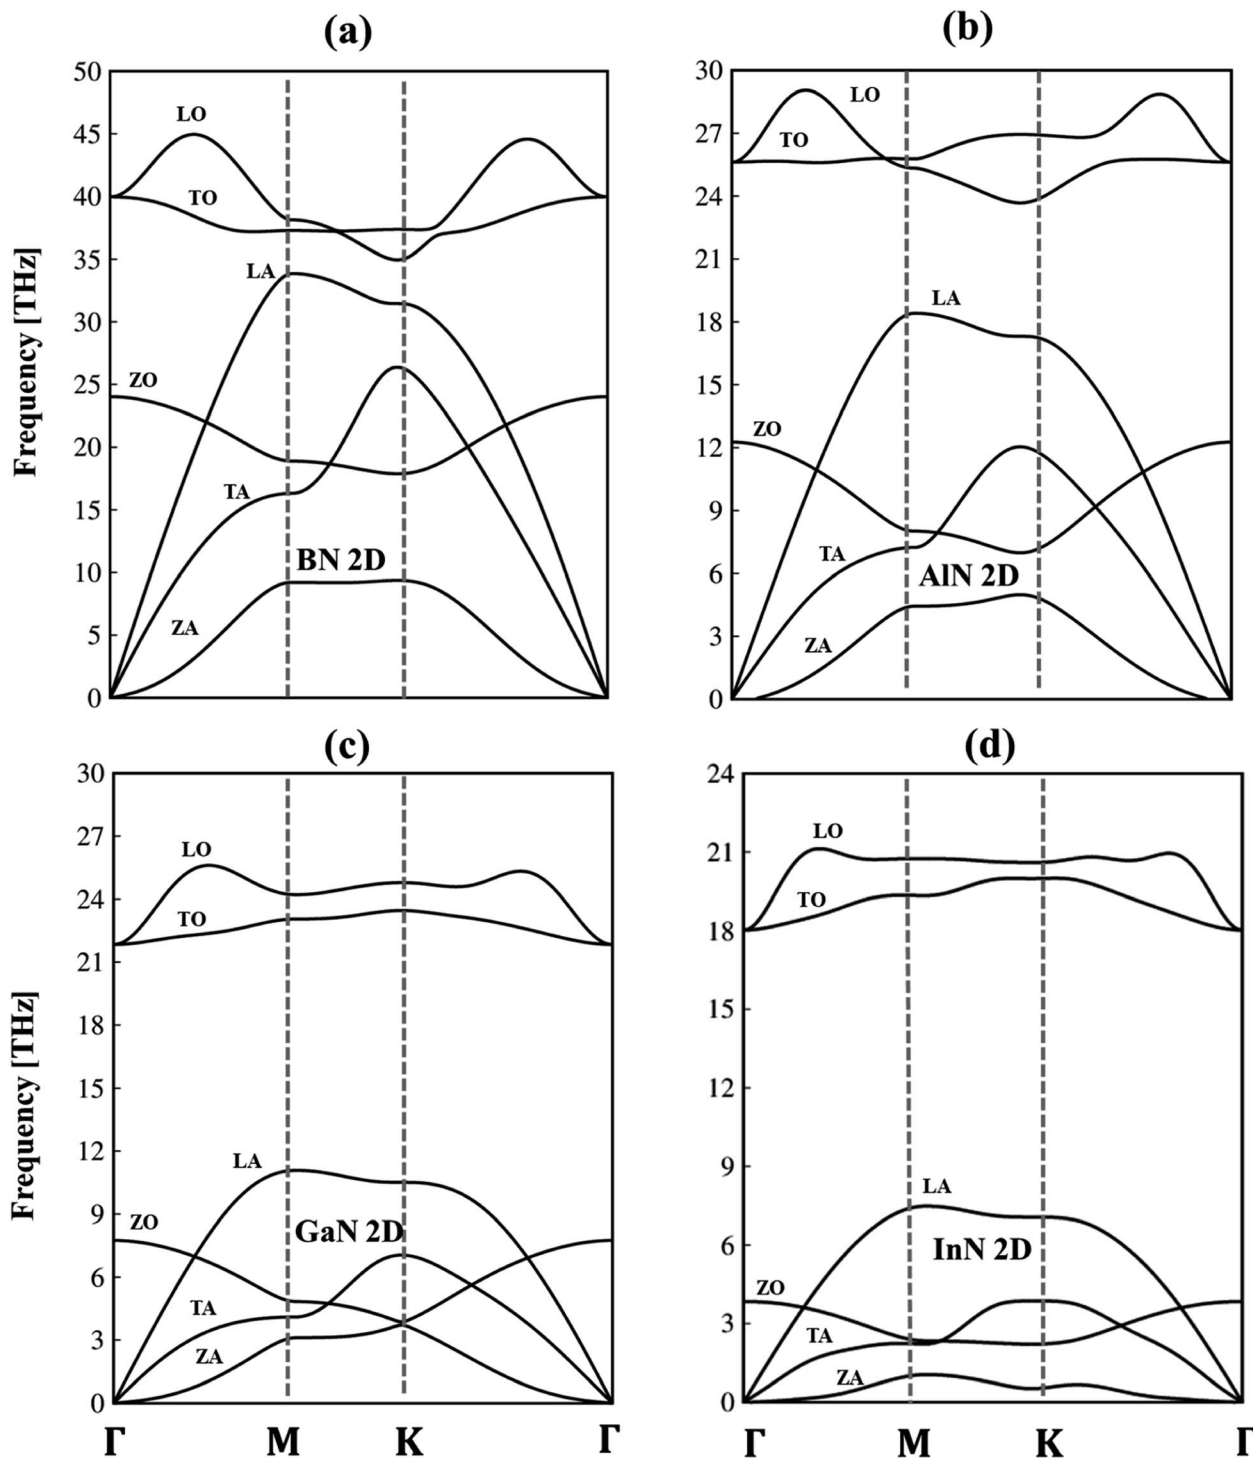 (a)
50
45
40
35
30
25
20
15
10
5
0
Frequency [THz]
LO
TO
LA
ZO
TA
BN 2D
ZA
(b)
30
27
24
21
18
15
12
9
6
3
0
LO
TO
LA
ZO
TA
AlN 2D
ZA
(c)
30
27
24
21
18
15
12
9
6
3
0
Frequency [THz]
LO
TO
LA
ZO
GaN 2D
TA
ZA
Γ M K Γ
(d)
24
21
18
15
12
9
6
3
0
LO
TO
LA
InN 2D
ZO
TA
ZA
Γ M K Γ